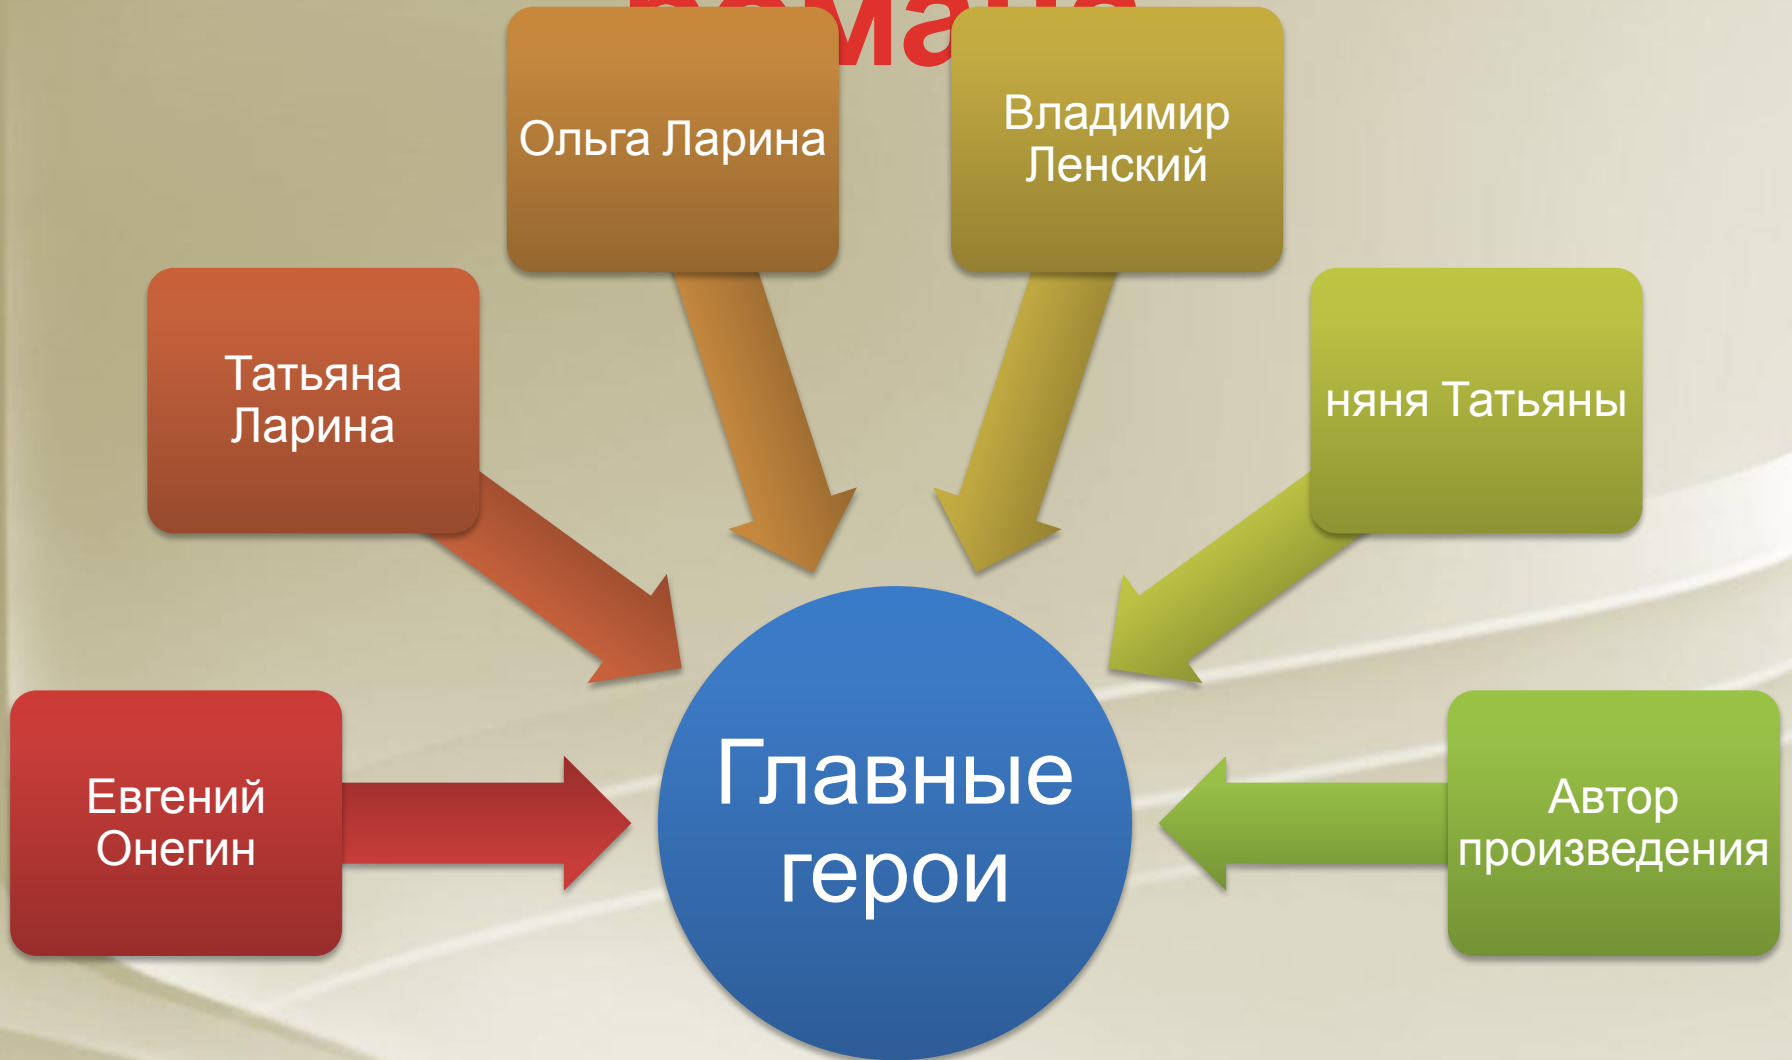 Ольга Ларина
Владимир
Ленский
Татьяна
Ларина
няня Татьяны
Евгений
Онегин
Главные
герои
Автор
произведения